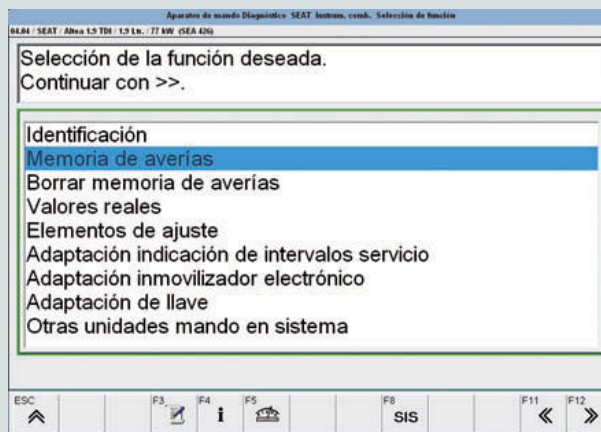 Aparatos de mando Diagnóstico SEAT Instrum. comb. Selección de función
04.04 / SEAT / Altea 1.9 TDI / 1.9 Ltr. / 77 kW (SEA 426)
Selección de la función deseada.
Continuar con >>.
Identificación
Memoria de averías
Borrar memoria de averías
Valores reales
Elementos de ajuste
Adaptación indicación de intervalos servicio
Adaptación inmovilizador electrónico
Adaptación de llave
Otras unidades mando en sistema
ESC F3 F4 F5 F8 F11 F12
i SIS « »